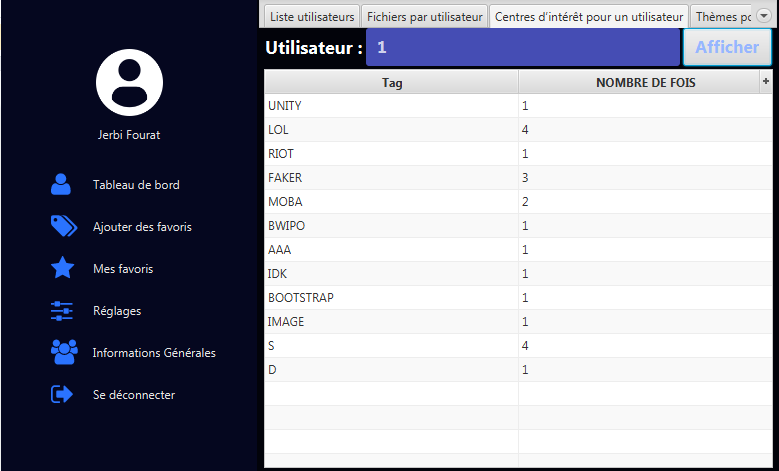 Liste utilisateurs Fichiers par utilisateur Centres d'intérêt pour un utilisateur Thèmes po
Utilisateur : 1 Afficher
Tag NOMBRE DE FOIS +
UNITY 1
LOL 4
RIOT 1
FAKER 3
MOBA 2
BWIPO 1
AAA 1
IDK 1
BOOTSTRAP 1
IMAGE 1
S 4
D 1
Jerbi Fourat
Tableau de bord
Ajouter des favoris
Mes favoris
Réglages
Informations Générales
Se déconnecter